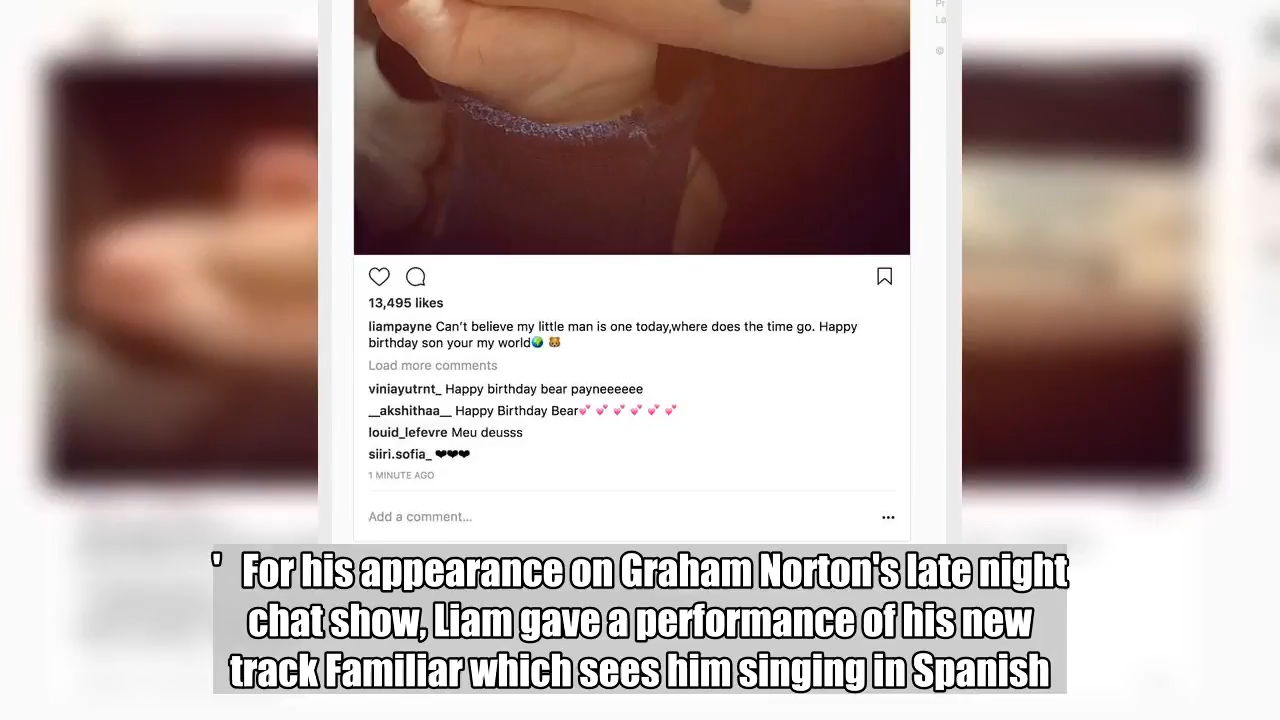 Pr
La
13,495 likes
liampayne Can't believe my little man is one today,where does the time go. Happy
birthday son your my world🌍 🐻
Load more comments
viniayutrnt_ Happy birthday bear payneeeeee
__akshithaa__ Happy Birthday Bear💕 💕 💕 💕 💕 💕
louid_lefevre Meu deusss
siiri.sofia_ ❤❤❤
1 MINUTE AGO
Add a comment...
' For his appearance on Graham Norton's late night
chat show, Liam gave a performance of his new
track Familiar which sees him singing in Spanish